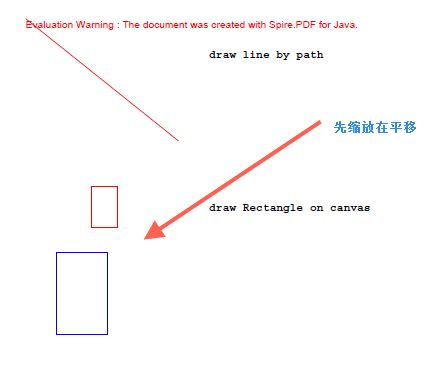 Evaluation Warning : The document was created with Spire.PDF for Java.
draw line by path
先缩放在平移
draw Rectangle on canvas